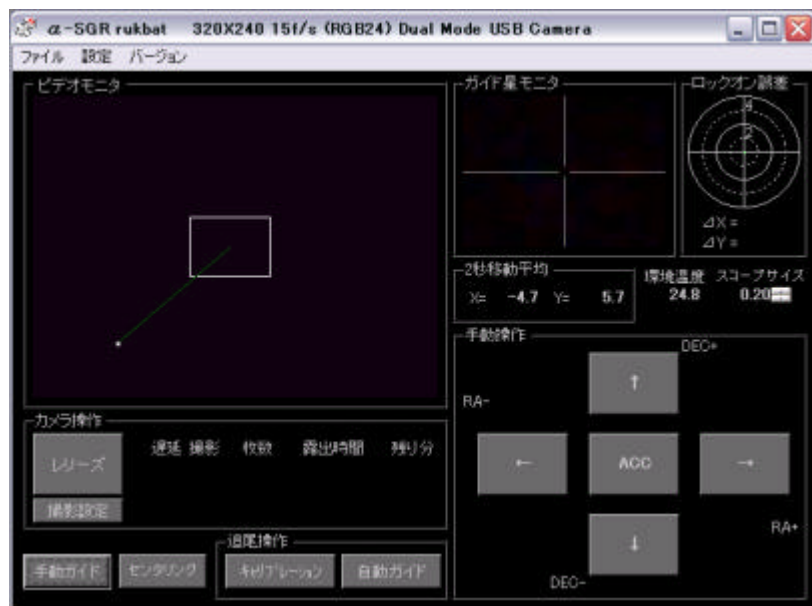 α-SGR rukbat 320X240 15f/s (RGB24) Dual Mode USB Camera
ファイル 設定 バージョン
ビデオモニタ
ガイド星モニタ
ロックオン誤差
4
2
⊿X=
⊿Y=
2秒移動平均
X= -4.7 Y= 5.7
環境温度 スコープサイズ
24.8 0.20
手動操作
DEC+
↑
RA-
← ACC →
RA+
↓
DEC-
カメラ操作
レリーズ
遅延 撮影 枚数 露出時間 残り分
撮影設定
追尾操作
手動ガイド センタリング キャリブレーション 自動ガイド